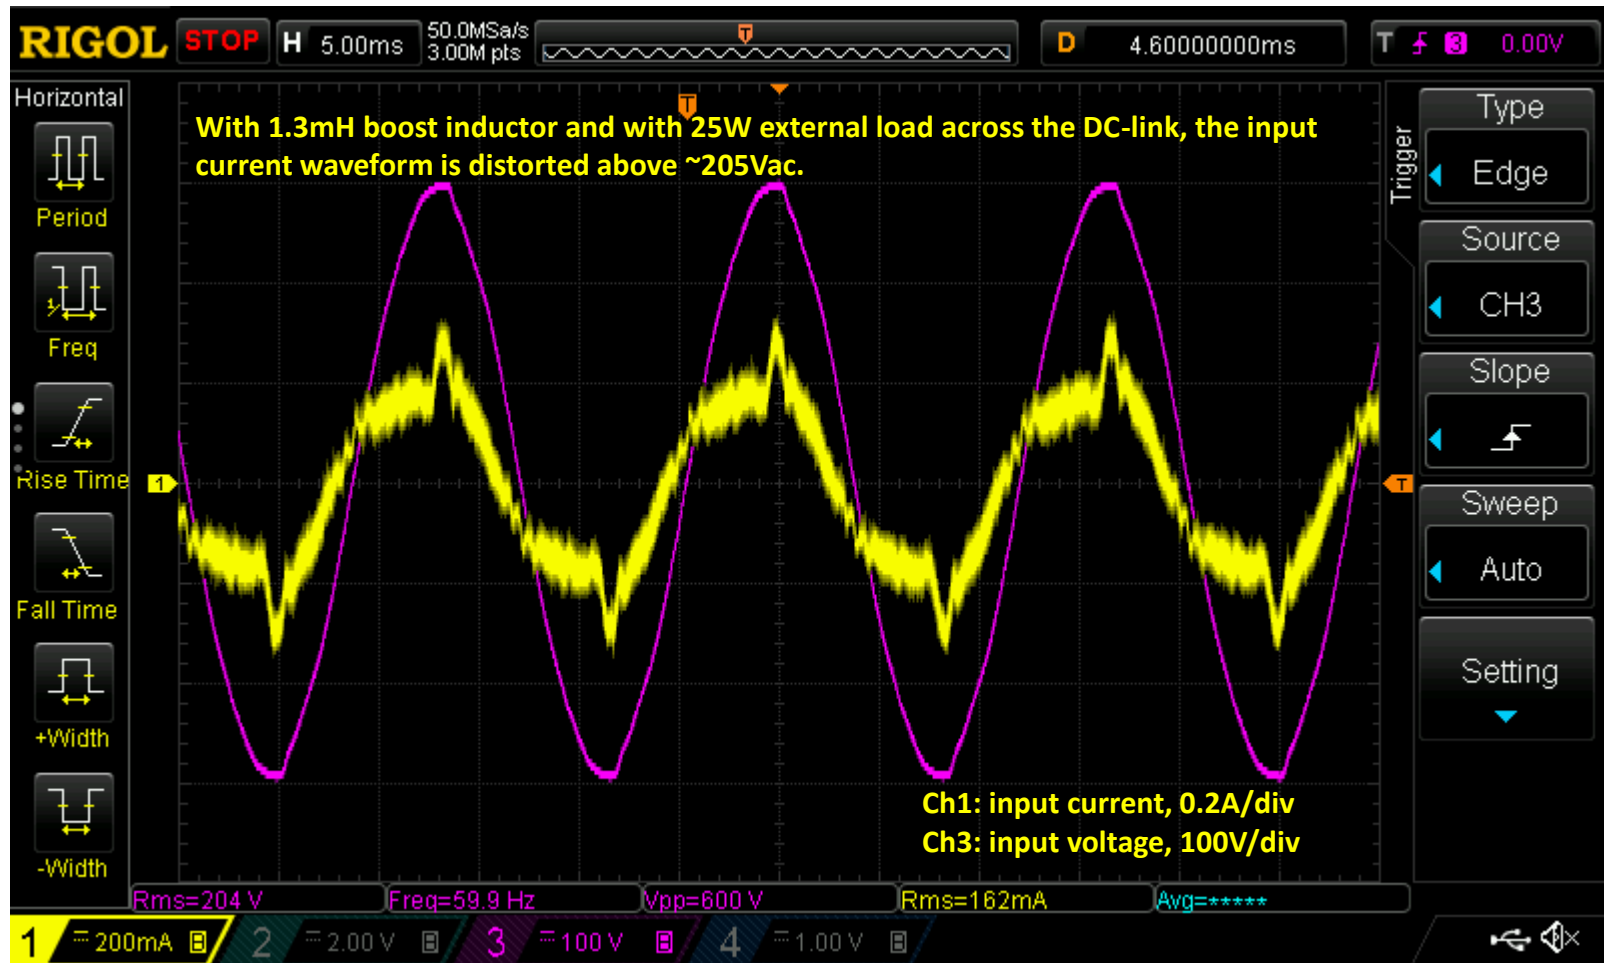 RIGOL STOP H 5.00ms 50.0MSa/s D 4.60000000ms T 3 0.00V
3.00M pts
T
Horizontal
Period
Freq
Rise Time
Fall Time
+Width
-Width
T
With 1.3mH boost inductor and with 25W external load across the DC-link, the input
current waveform is distorted above ~205Vac.
1
T
Ch1: input current, 0.2A/div
Ch3: input voltage, 100V/div
Trigger
Type
Edge
Source
CH3
Slope
Sweep
Auto
Setting
Rms=204 V Freq=59.9 Hz Vpp=600 V Rms=162mA Avg=*****
1 200mA B 2 2.00 V B 3 100 V B 4 1.00 V B